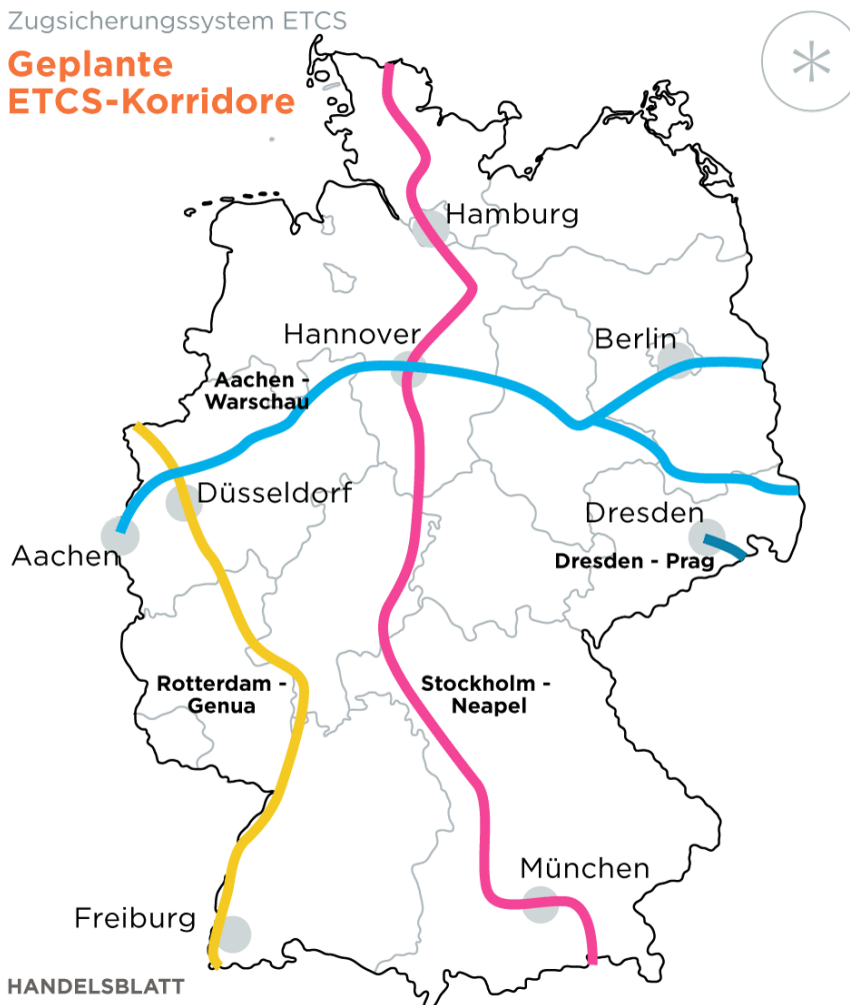 Zugsicherungssystem ETCS
Geplante
ETCS-Korridore
Hamburg
Hannover
Berlin
Aachen -
Warschau
Düsseldorf
Dresden
Aachen
Dresden - Prag
Rotterdam -
Genua
Stockholm -
Neapel
München
Freiburg
HANDELSBLATT